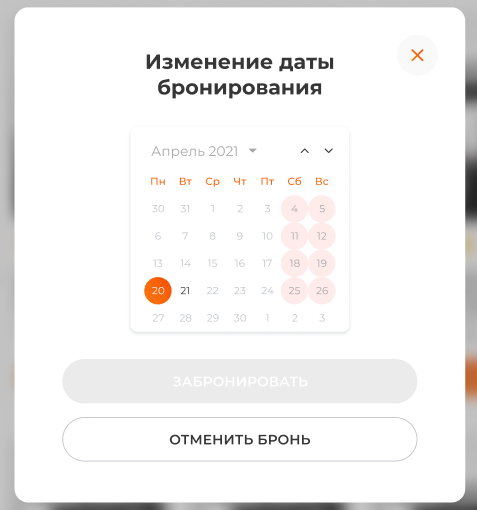 Изменение даты
бронирования
Апрель 2021
Пн Вт Ср Чт Пт Сб Вс
30 31 1 2 3 4 5
6 7 8 9 10 11 12
13 14 15 16 17 18 19
20 21 22 23 24 25 26
27 28 29 30 1 2 3
ЗАБРОНИРОВАТЬ
ОТМЕНИТЬ БРОНЬ